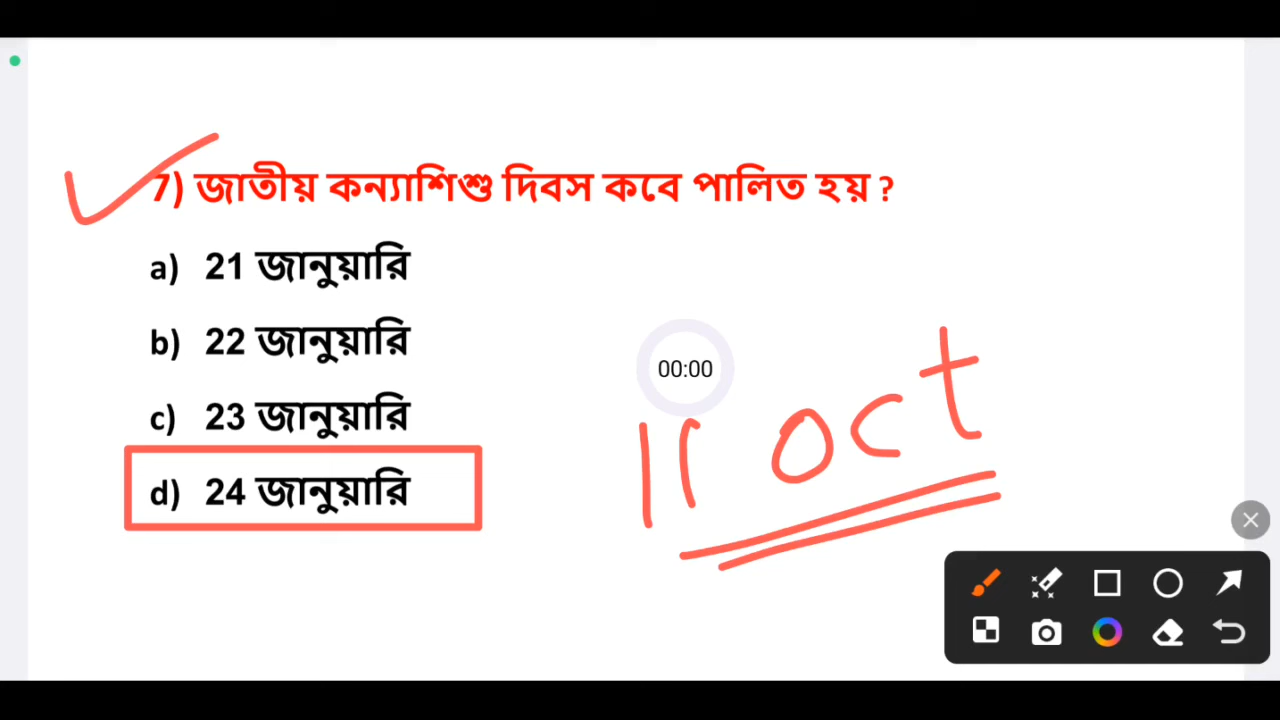 7) জাতীয় কন্যাশিশু দিবস কবে পালিত হয় ?
a) 21 জানুয়ারি
b) 22 জানুয়ারি
c) 23 জানুয়ারি
d) 24 জানুয়ারি
00:00
11 oct